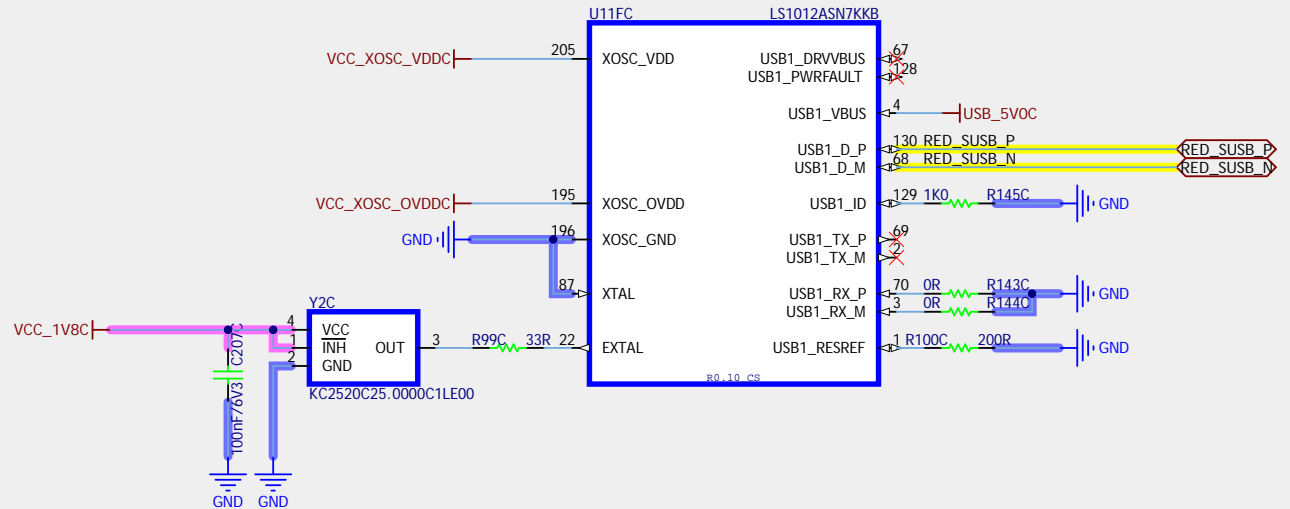 U11FC LS1012ASN7KKB
VCC_XOSC_VDDC 205 XOSC_VDD USB1_DRVVBUS 67
USB1_PWRFAULT 128
USB1_VBUS 4 USB_5V0C
USB1_D_P 130 RED_SUSB_P RED_SUSB_P
USB1_D_M 68 RED_SUSB_N RED_SUSB_N
VCC_XOSC_OVDDC 195 XOSC_OVDD USB1_ID 129 1K0 R145C GND
GND 196 XOSC_GND USB1_TX_P 69
USB1_TX_M 2
87 XTAL USB1_RX_P 70 0R R143C GND
USB1_RX_M 3 0R R144C
Y2C
VCC_1V8C 4 VCC
1 INH OUT 3 R99C 33R 22 EXTAL USB1_RESREF 1 R100C 200R GND
2 GND
C207C
100nF/6V3
KC2520C25.0000C1LE00
R0.10 CS
GND GND